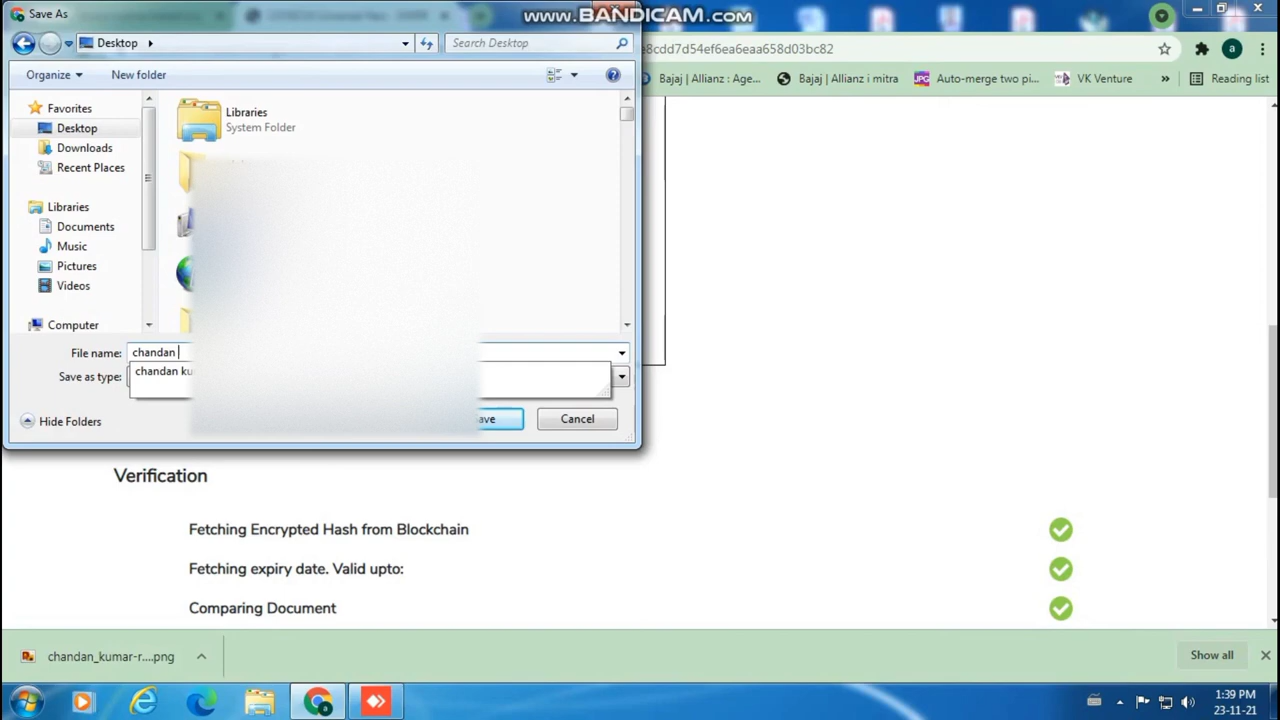 Save As
www.BANDICAM.com
Desktop
Search Desktop
e8cdd7d54ef6ea6eaa658d03bc82
a
Organize
New folder
Bajaj | Allianz : Age...
Bajaj | Allianz i mitra
JPG
Auto-merge two pi...
VK Venture
»
Reading list
Favorites
Desktop
Downloads
Recent Places
Libraries
Documents
Music
Pictures
Videos
Computer
Libraries
System Folder
File name:
chandan
chandan ku
Save as type:
Hide Folders
ave
Cancel
Verification
Fetching Encrypted Hash from Blockchain
Fetching expiry date. Valid upto:
Comparing Document
chandan_kumar-r....png
Show all
1:39 PM
23-11-21